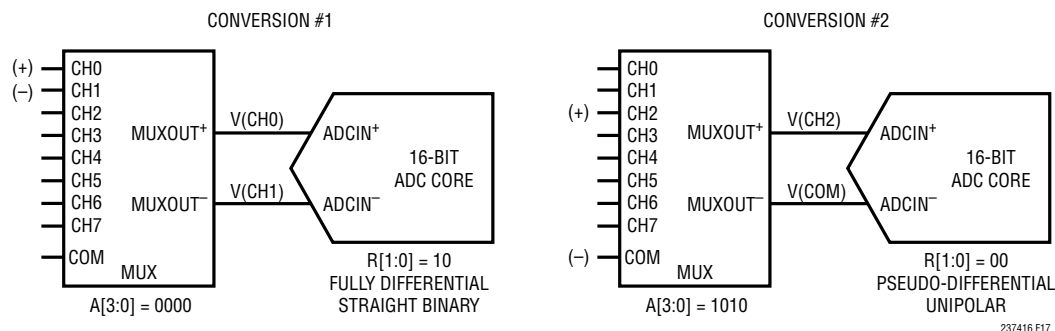 CONVERSION #1
(+) CH0
(–) CH1
CH2
CH3
CH4
CH5
CH6
CH7
COM
MUX
MUXOUT+
MUXOUT–
V(CH0)
V(CH1)
ADCIN+
ADCIN–
16-BIT
ADC CORE
A[3:0] = 0000
R[1:0] = 10
FULLY DIFFERENTIAL
STRAIGHT BINARY
CONVERSION #2
CH0
CH1
(+) CH2
CH3
CH4
CH5
CH6
CH7
(–) COM
MUX
MUXOUT+
MUXOUT–
V(CH2)
V(COM)
ADCIN+
ADCIN–
16-BIT
ADC CORE
A[3:0] = 1010
R[1:0] = 00
PSEUDO-DIFFERENTIAL
UNIPOLAR
237416 F17